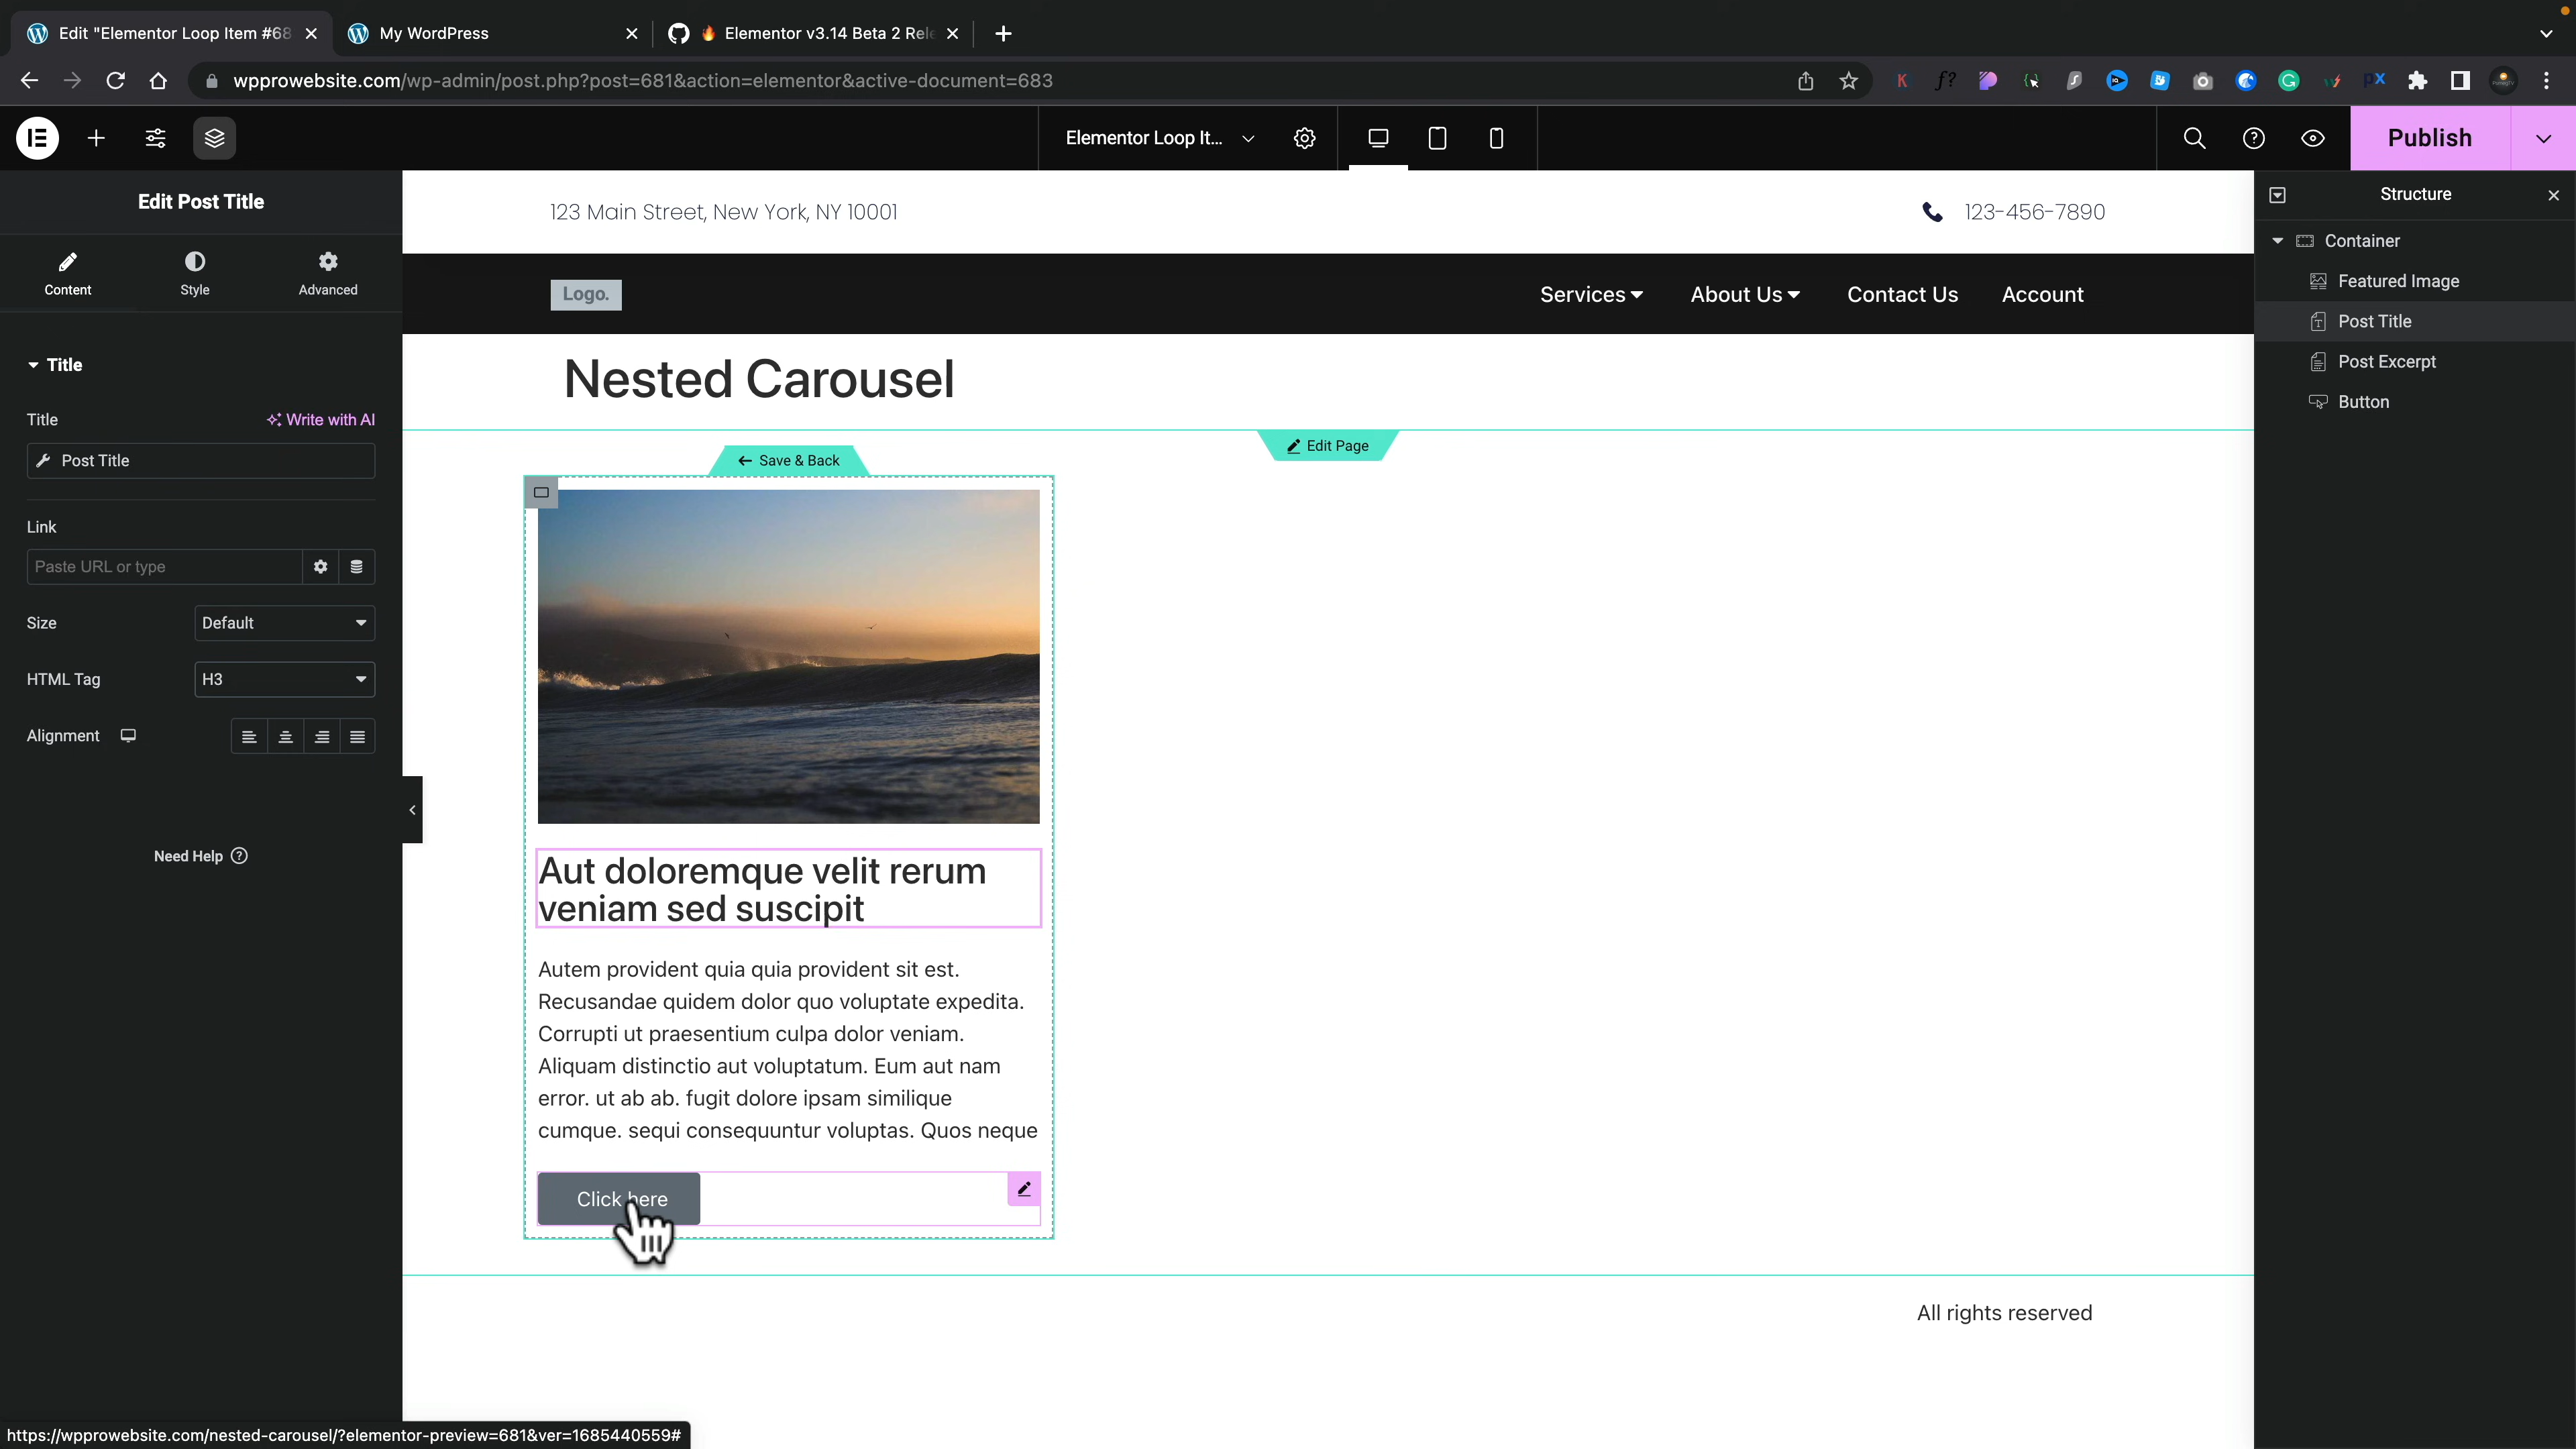 Edit "Elementor Loop Item #68
My WordPress
Elementor v3.14 Beta 2 Rele
wpprowebsite.com/wp-admin/post.php?post=681&action=elementor&active-document=683
Elementor Loop It...
Publish
Edit Post Title
Content
Style
Advanced
Title
Title
Write with AI
Post Title
Link
Paste URL or type
Size
Default
HTML Tag
H3
Alignment
Need Help
123 Main Street, New York, NY 10001
123-456-7890
Logo.
Services
About Us
Contact Us
Account
Nested Carousel
Save & Back
Edit Page
Aut doloremque velit rerum
veniam sed suscipit
Autem provident quia quia provident sit est.
Recusandae quidem dolor quo voluptate expedita.
Corrupti ut praesentium culpa dolor veniam.
Aliquam distinctio aut voluptatum. Eum aut nam
error. ut ab ab. fugit dolore ipsam similique
cumque. sequi consequuntur voluptas. Quos neque
Click here
All rights reserved
Structure
Container
Featured Image
Post Title
Post Excerpt
Button
https://wpprowebsite.com/nested-carousel/?elementor-preview=681&ver=1685440559#